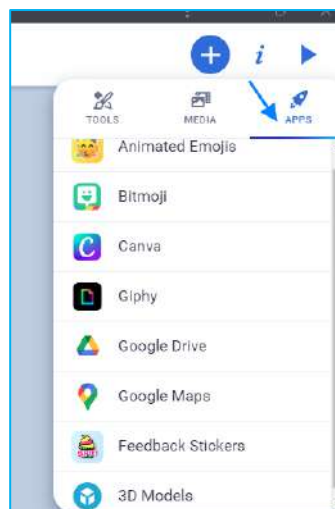 TOOLS MEDIA APPS
Animated Emojis
Bitmoji
Canva
Giphy
Google Drive
Google Maps
Feedback Stickers
3D Models